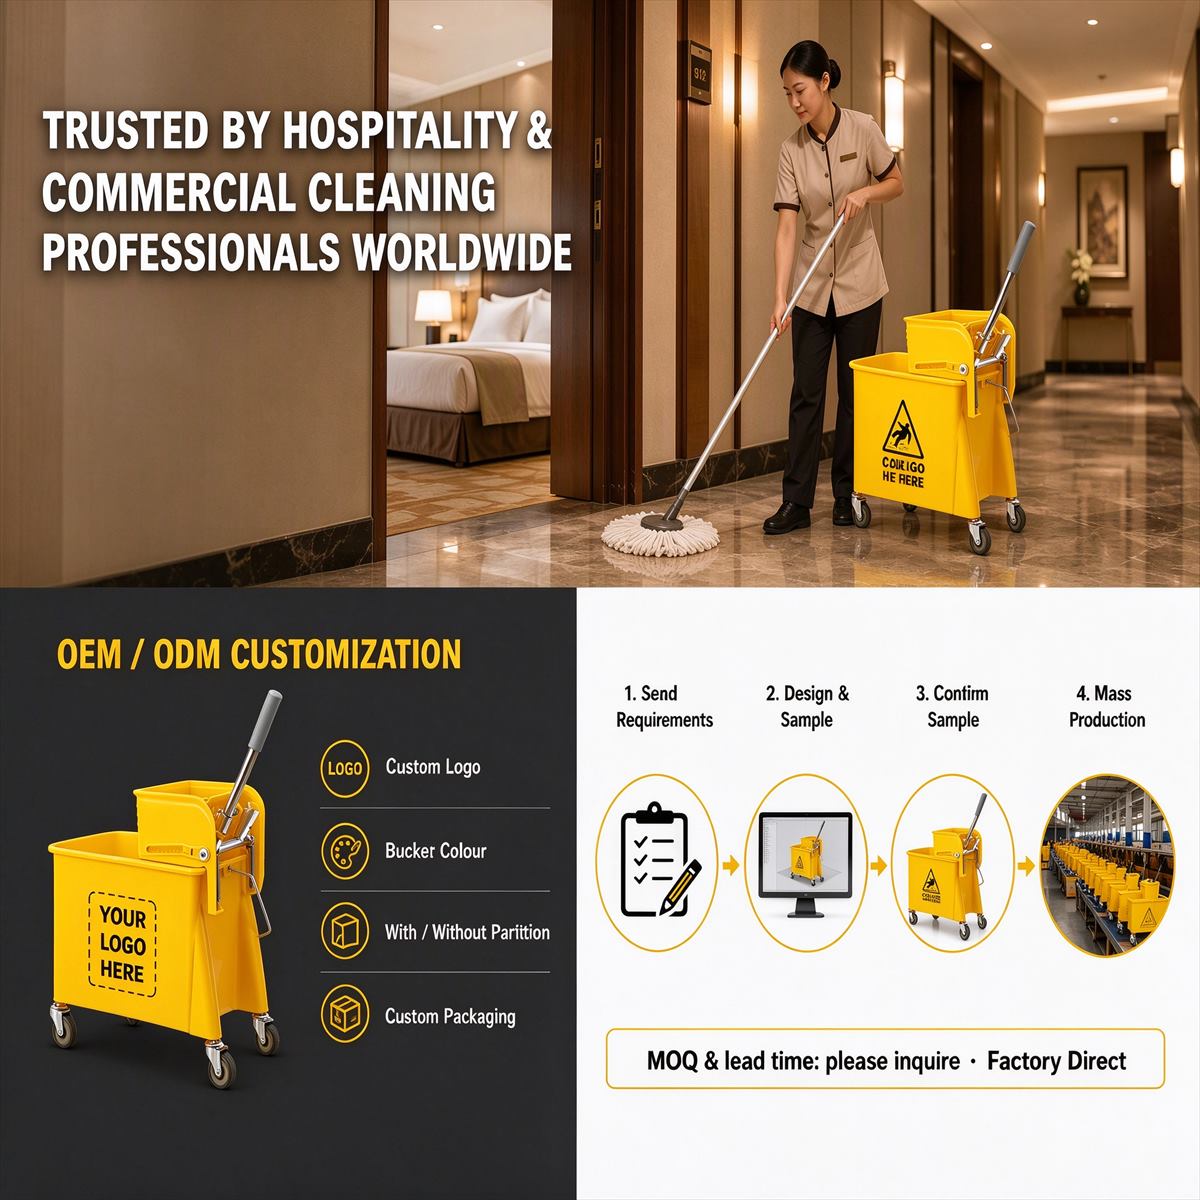 TRUSTED BY HOSPITALITY &
COMMERCIAL CLEANING
PROFESSIONALS WORLDWIDE
912
OEM / ODM CUSTOMIZATION
YOUR
LOGO
HERE
LOGO
Custom Logo
Bucker Colour
With / Without Pariition
Custom Packaging
1. Send
Requirements
2. Design &
Sample
3. Confirm
Sample
4. Mass
Production
MOQ & lead time: please inquire · Factory Direct